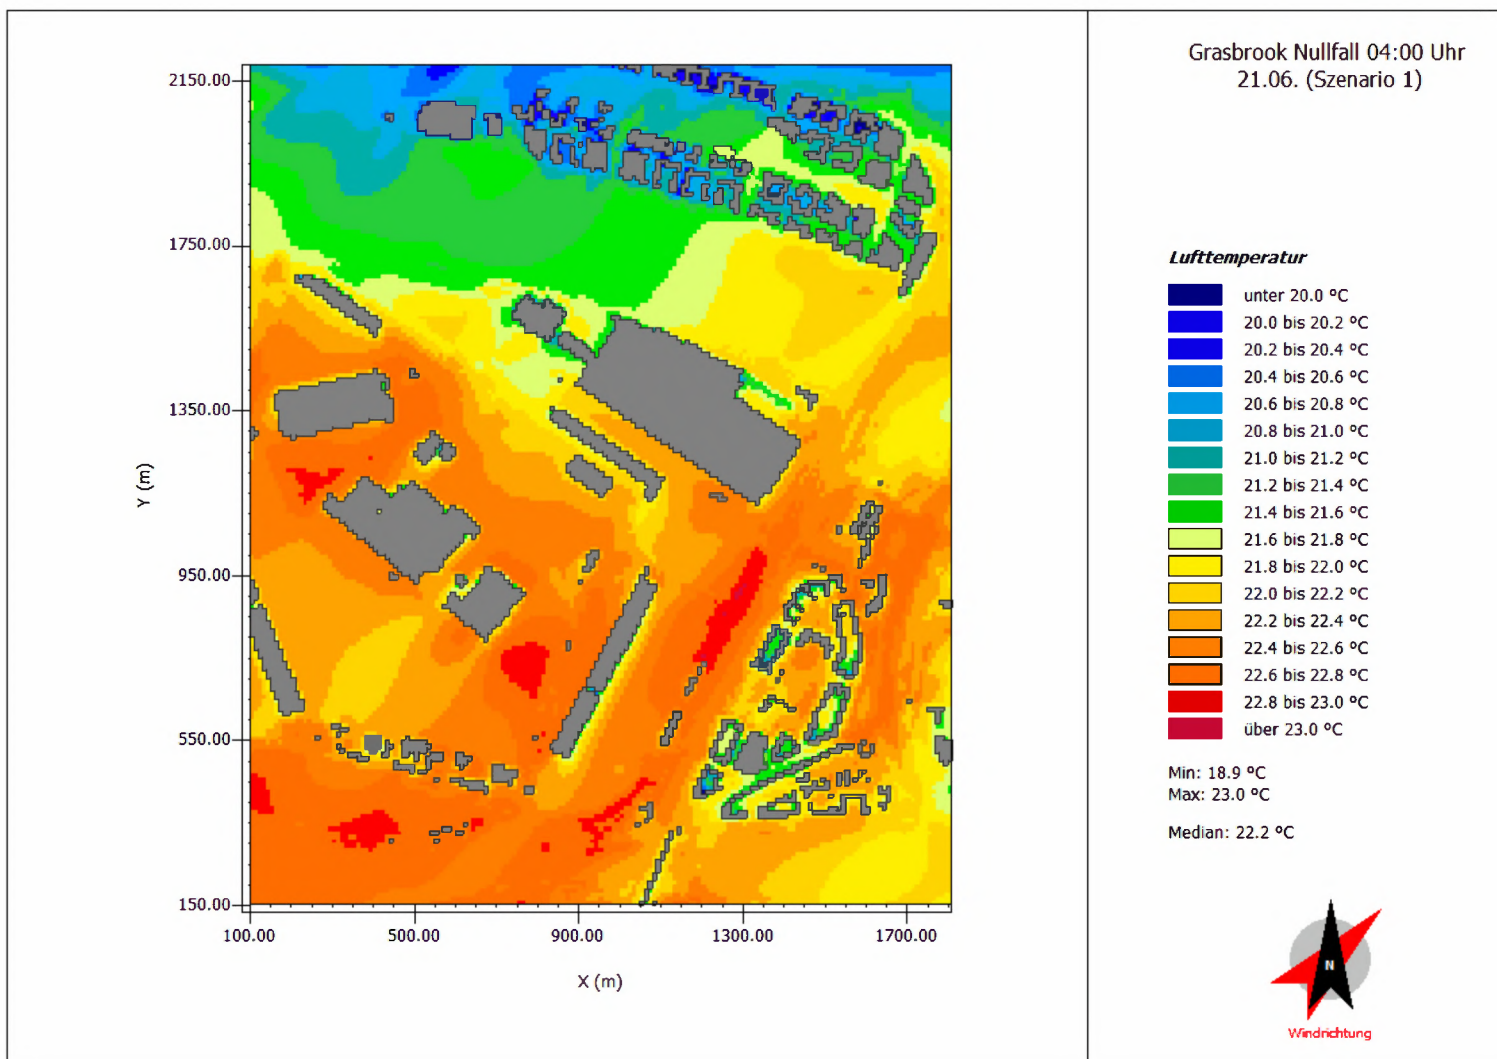 Grasbrook Nullfall 04:00 Uhr
21.06. (Szenario 1)
2150.00
1750.00
1350.00
950.00
550.00
150.00
Y (m)
100.00
500.00
900.00
1300.00
1700.00
X (m)
Lufttemperatur
unter 20.0 °C
20.0 bis 20.2 °C
20.2 bis 20.4 °C
20.4 bis 20.6 °C
20.6 bis 20.8 °C
20.8 bis 21.0 °C
21.0 bis 21.2 °C
21.2 bis 21.4 °C
21.4 bis 21.6 °C
21.6 bis 21.8 °C
21.8 bis 22.0 °C
22.0 bis 22.2 °C
22.2 bis 22.4 °C
22.4 bis 22.6 °C
22.6 bis 22.8 °C
22.8 bis 23.0 °C
über 23.0 °C
Min: 18.9 °C
Max: 23.0 °C
Median: 22.2 °C
N
Windrichtung